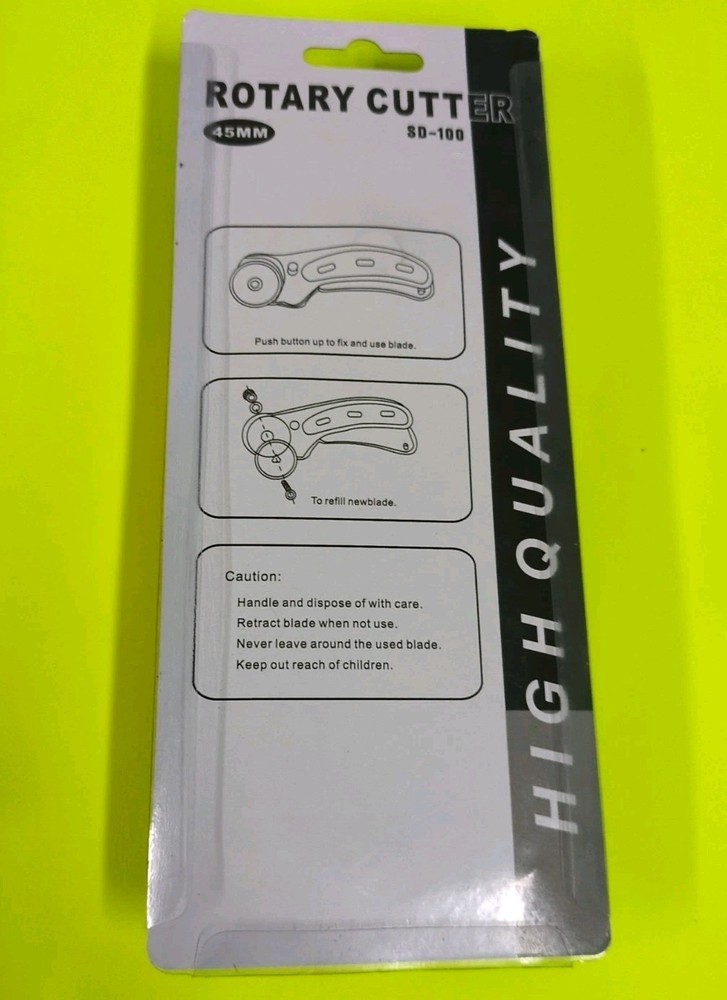 ROTARY CUTTER
45MM
SD-100
Push button up to fix and use blade.
To refill newblade.
Caution:
Handle and dispose of with care.
Retract blade when not use.
Never leave around the used blade.
Keep out reach of children.
HIGH QUALITY